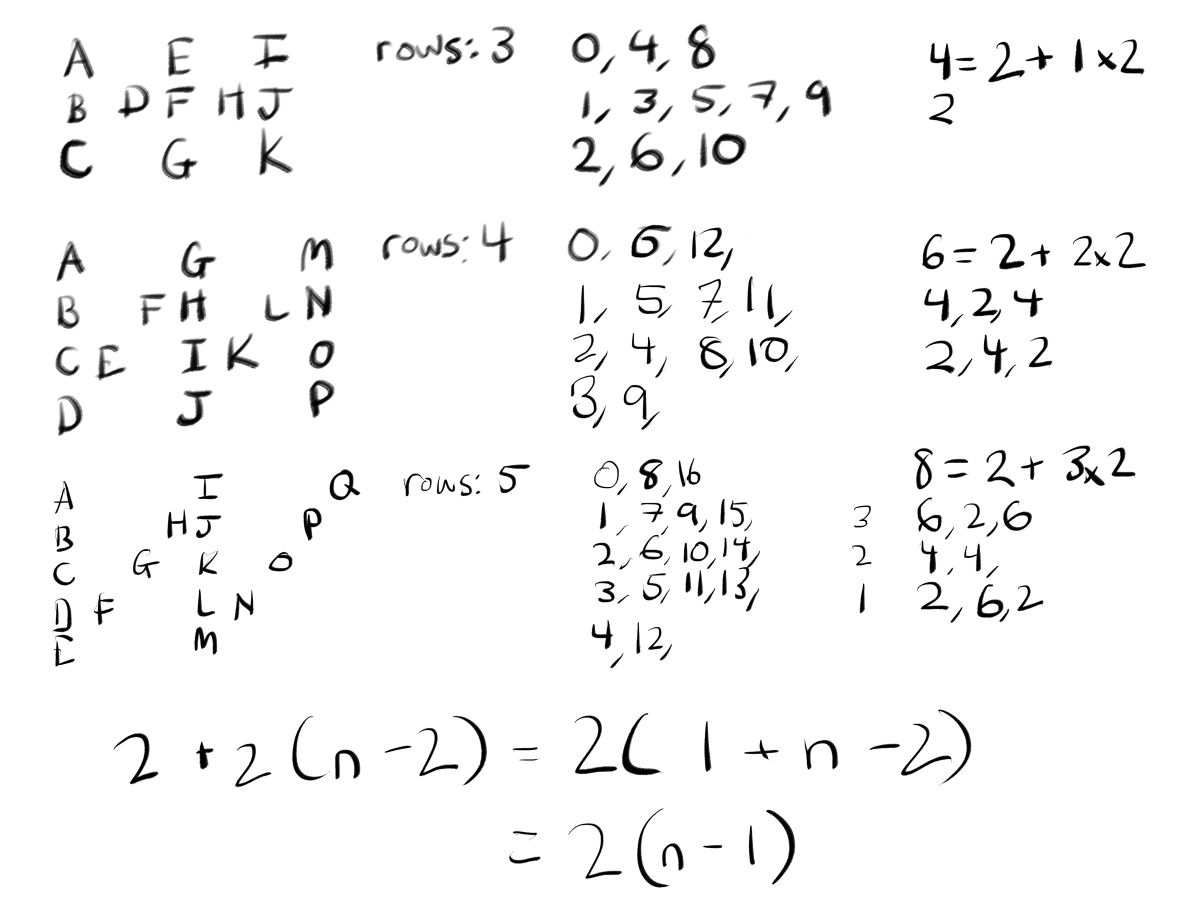 A E I rows: 3 0, 4, 8 4 = 2 + 1 x 2
B D F H J 1, 3, 5, 7, 9 2
C G K 2, 6, 10
A G M rows: 4 0, 6, 12, 6 = 2 + 2 x 2
B F H L N 1, 5, 7, 11, 4, 2, 4
C E I K O 2, 4, 8, 10, 2, 4, 2
D J P 3, 9,
A I Q rows: 5 0, 8, 16 8 = 2 + 3 x 2
B H J P 1, 7, 9, 15, 3 6, 2, 6
C G K O 2, 6, 10, 14, 2 4, 4,
D F L N 3, 5, 11, 13, 1 2, 6, 2
E M 4, 12,
2 + 2 (n - 2) = 2 ( 1 + n - 2)
= 2 (n - 1)